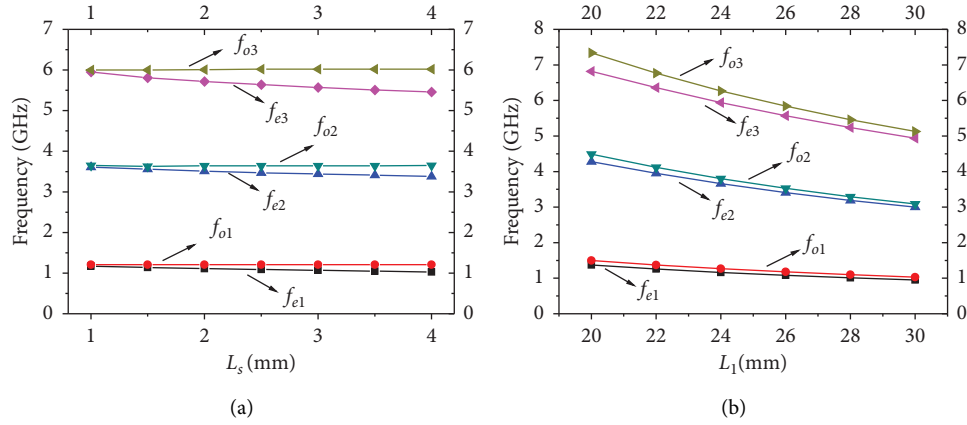 1 2 3 4
7 7
6 6
5 5
4 4
3 3
2 2
1 1
0 0
1 2 3 4
Frequency (GHz)
L_s (mm)
f_o3
f_e3
f_o2
f_e2
f_o1
f_e1
(a)
20 22 24 26 28 30
8 8
7 7
6 6
5 5
4 4
3 3
2 2
1 1
0 0
20 22 24 26 28 30
Frequency (GHz)
L_1 (mm)
f_o3
f_e3
f_o2
f_e2
f_o1
f_e1
(b)